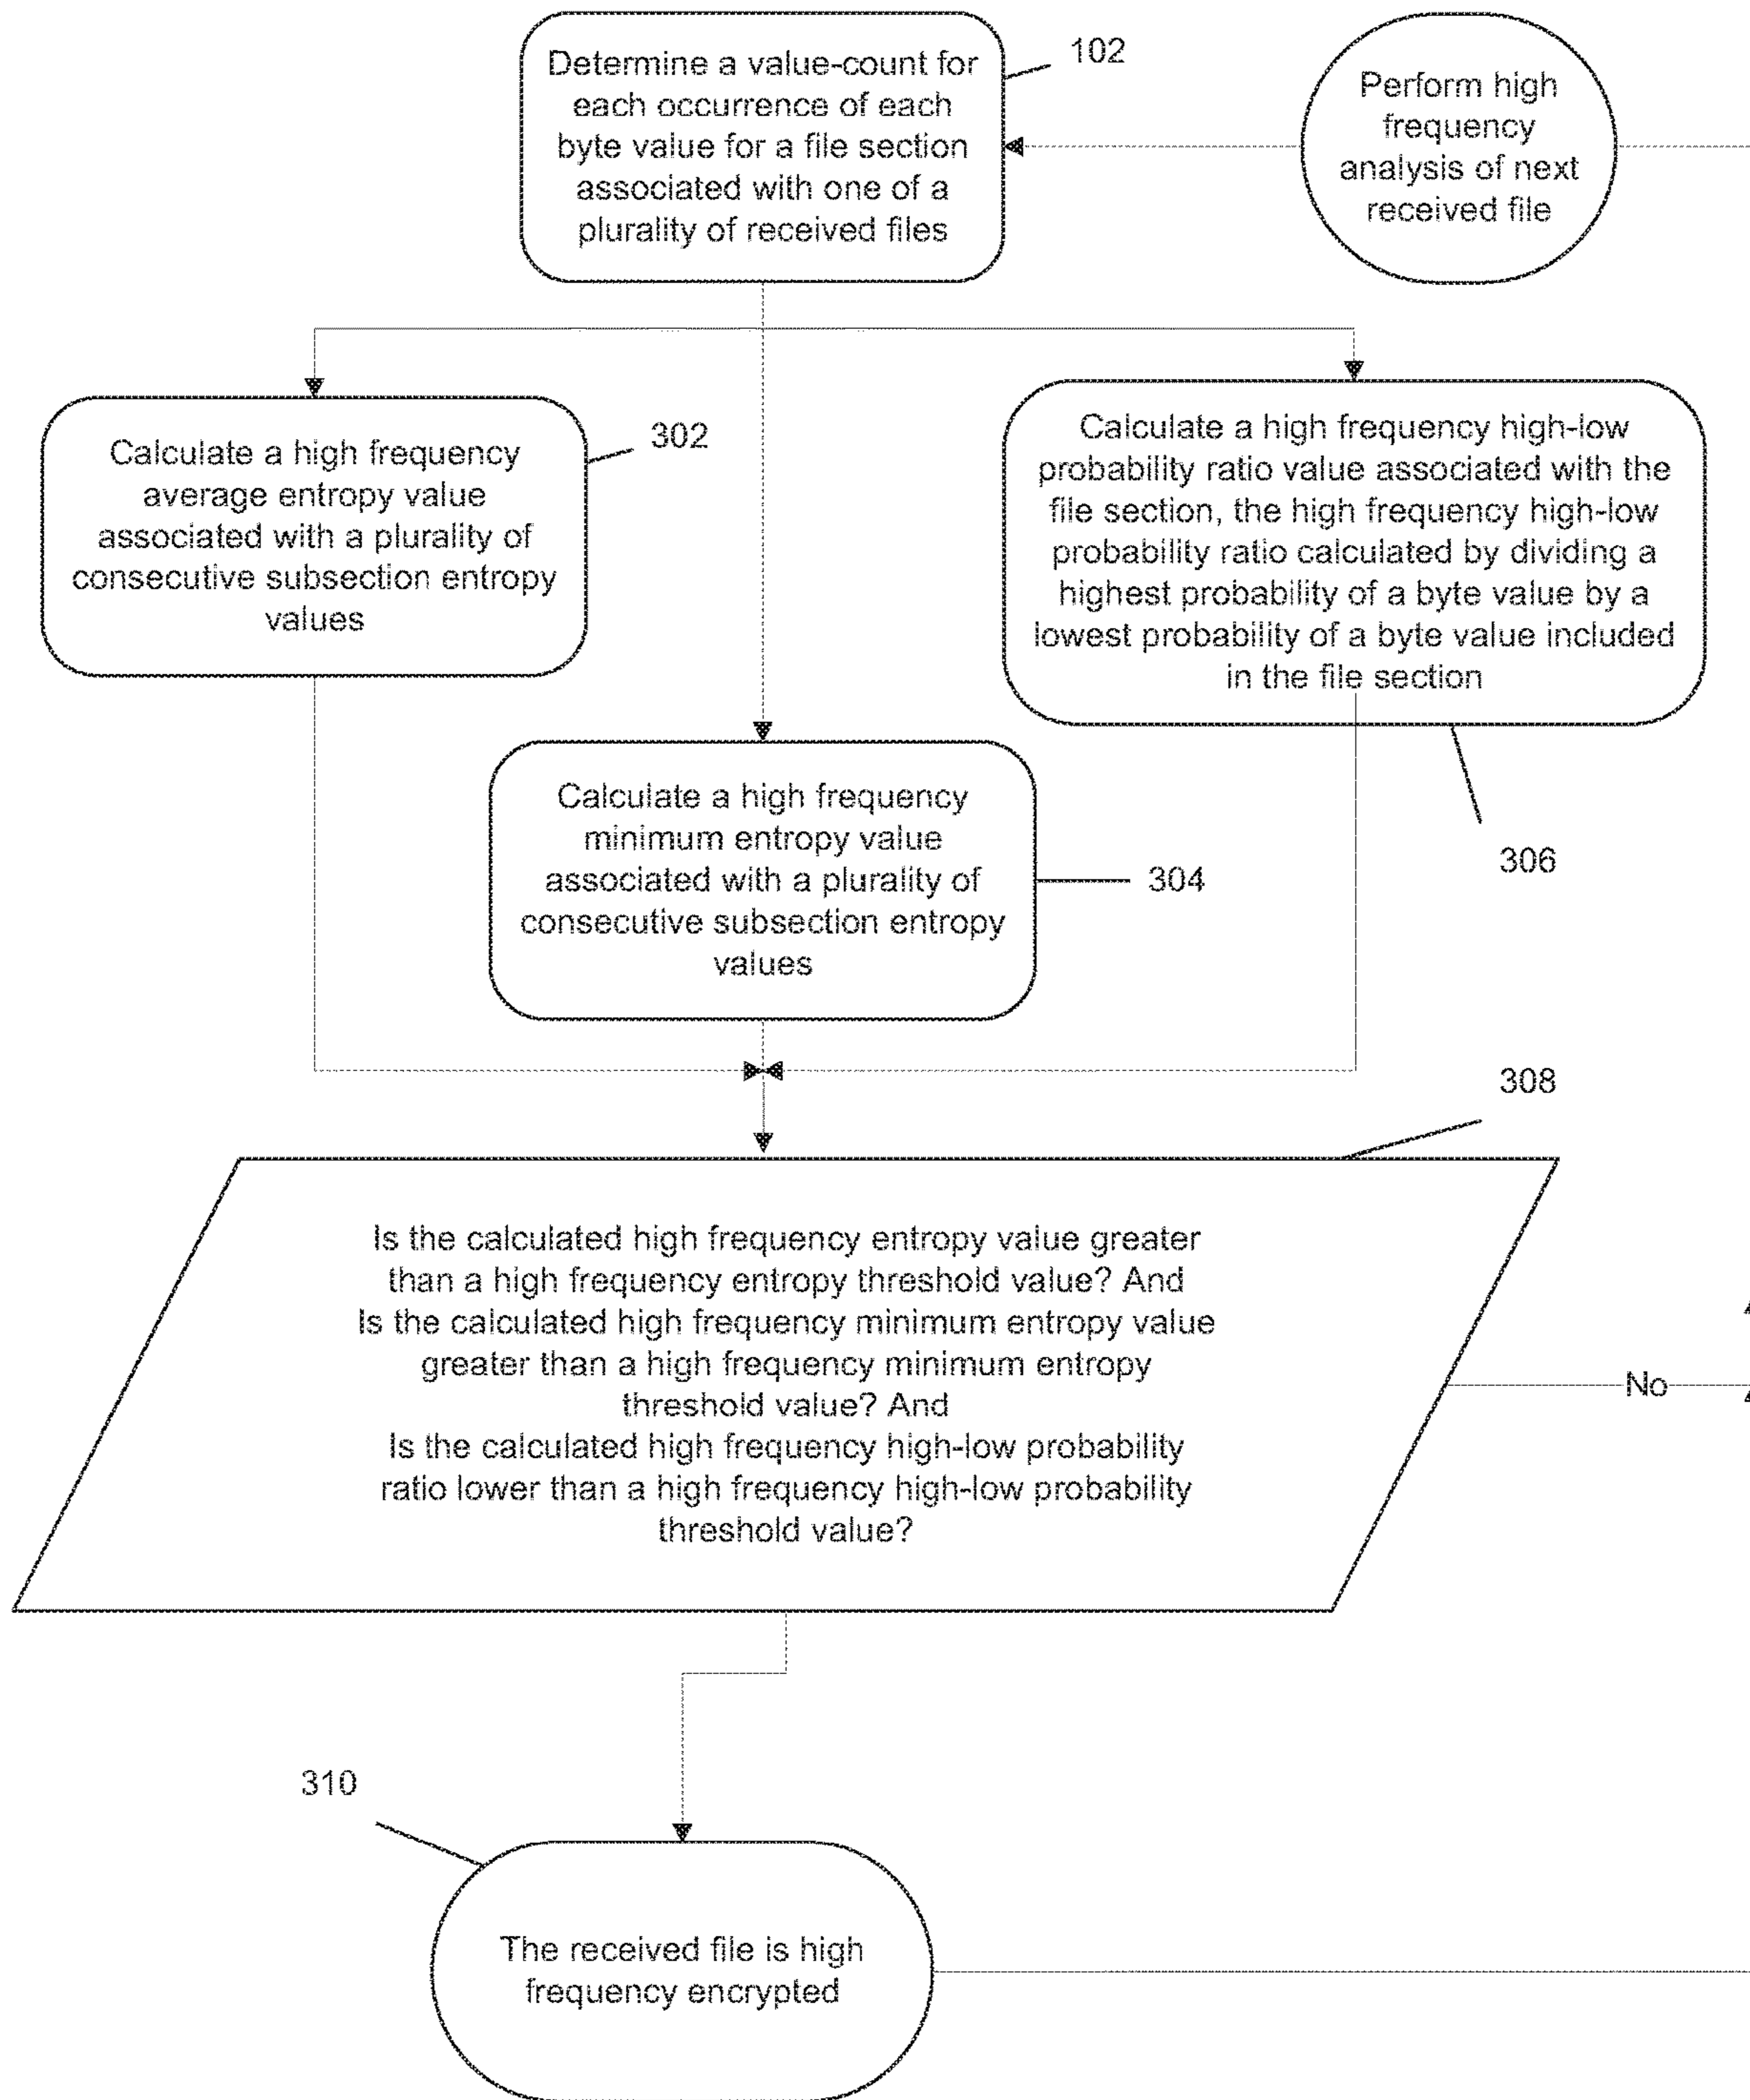 Determine a value-count for
each occurrence of each
byte value for a file section
associated with one of a
plurality of received files
102
Perform high
frequency
analysis of next
received file
Calculate a high frequency
average entropy value
associated with a plurality of
consecutive subsection entropy
values
302
Calculate a high frequency high-low
probability ratio value associated with the
file section, the high frequency high-low
probability ratio calculated by dividing a
highest probability of a byte value by a
lowest probability of a byte value included
in the file section
306
Calculate a high frequency
minimum entropy value
associated with a plurality of
consecutive subsection entropy
values
304
308
Is the calculated high frequency entropy value greater
than a high frequency entropy threshold value? And
Is the calculated high frequency minimum entropy value
greater than a high frequency minimum entropy
threshold value? And
Is the calculated high frequency high-low probability
ratio lower than a high frequency high-low probability
threshold value?
No
310
The received file is high
frequency encrypted